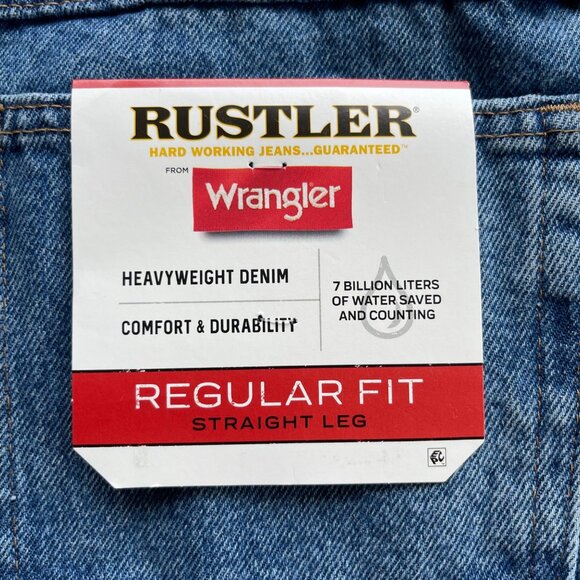 RUSTLER®
HARD WORKING JEANS...GUARANTEED™
FROM
Wrangler
HEAVYWEIGHT DENIM
COMFORT & DURABILITY
7 BILLION LITERS
OF WATER SAVED
AND COUNTING
REGULAR FIT
STRAIGHT LEG